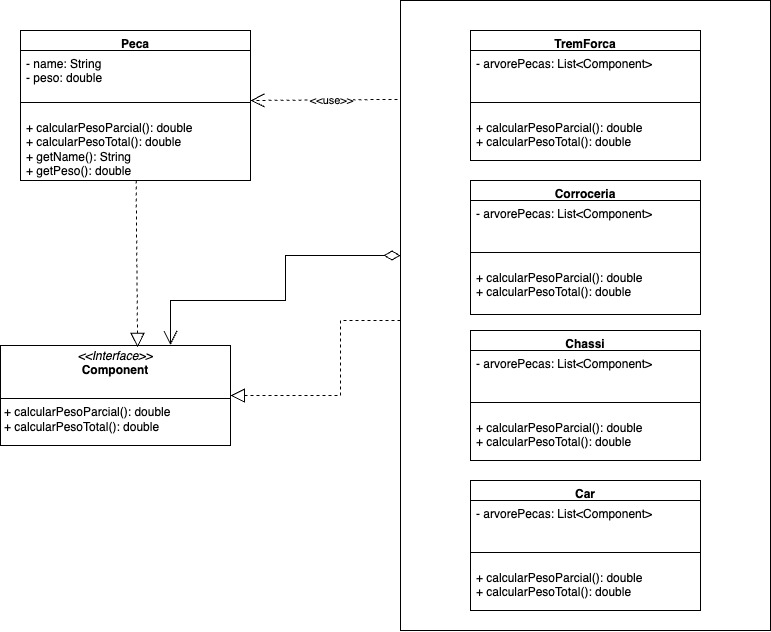 Peca
- name: String
- peso: double
+ calcularPesoParcial(): double
+ calcularPesoTotal(): double
+ getName(): String
+ getPeso(): double
<<use>>
<<Interface>>
Component
+ calcularPesoParcial(): double
+ calcularPesoTotal(): double
TremForca
- arvorePecas: List<Component>
+ calcularPesoParcial(): double
+ calcularPesoTotal(): double
Corroceria
- arvorePecas: List<Component>
+ calcularPesoParcial(): double
+ calcularPesoTotal(): double
Chassi
- arvorePecas: List<Component>
+ calcularPesoParcial(): double
+ calcularPesoTotal(): double
Car
- arvorePecas: List<Component>
+ calcularPesoParcial(): double
+ calcularPesoTotal(): double